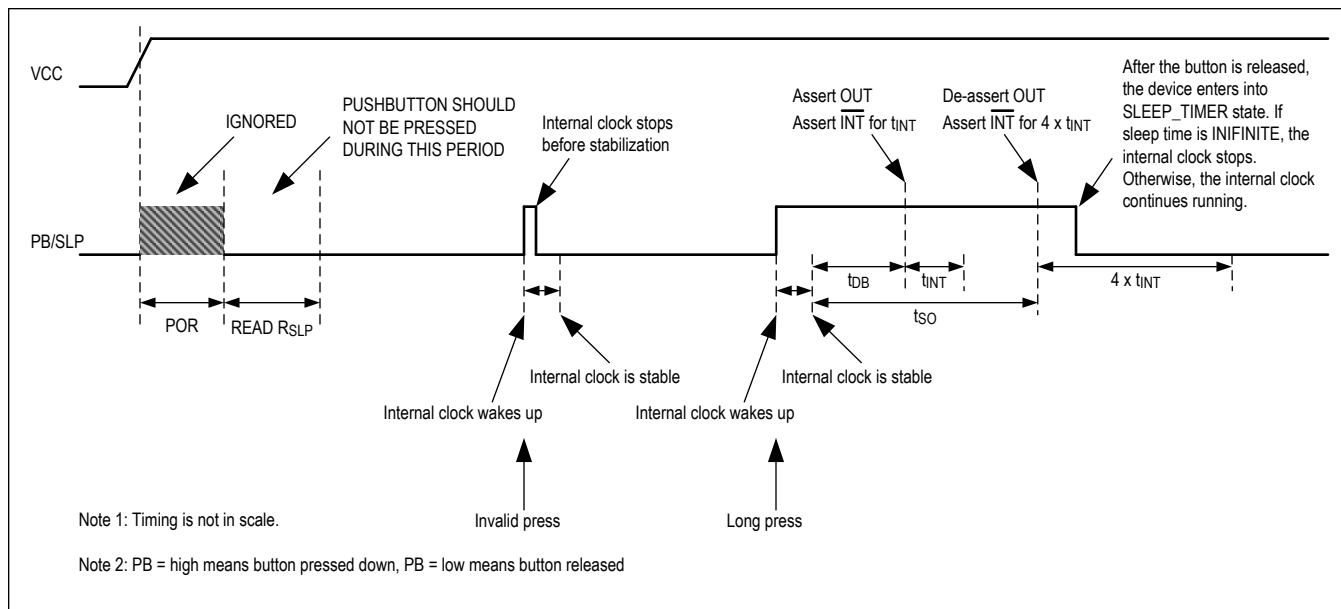 VCC
IGNORED
PUSHBUTTON SHOULD
NOT BE PRESSED
DURING THIS PERIOD
Internal clock stops
before stabilization
Assert OUT
Assert INT for tINT
De-assert OUT
Assert INT for 4 x tINT
After the button is released,
the device enters into
SLEEP_TIMER state. If
sleep time is INIFINITE, the
internal clock stops.
Otherwise, the internal clock
continues running.
PB/SLP
POR
READ RSLP
tDB
tINT
tSO
4 x tINT
Internal clock is stable
Internal clock wakes up
Internal clock is stable
Internal clock wakes up
Invalid press
Long press
Note 1: Timing is not in scale.
Note 2: PB = high means button pressed down, PB = low means button released